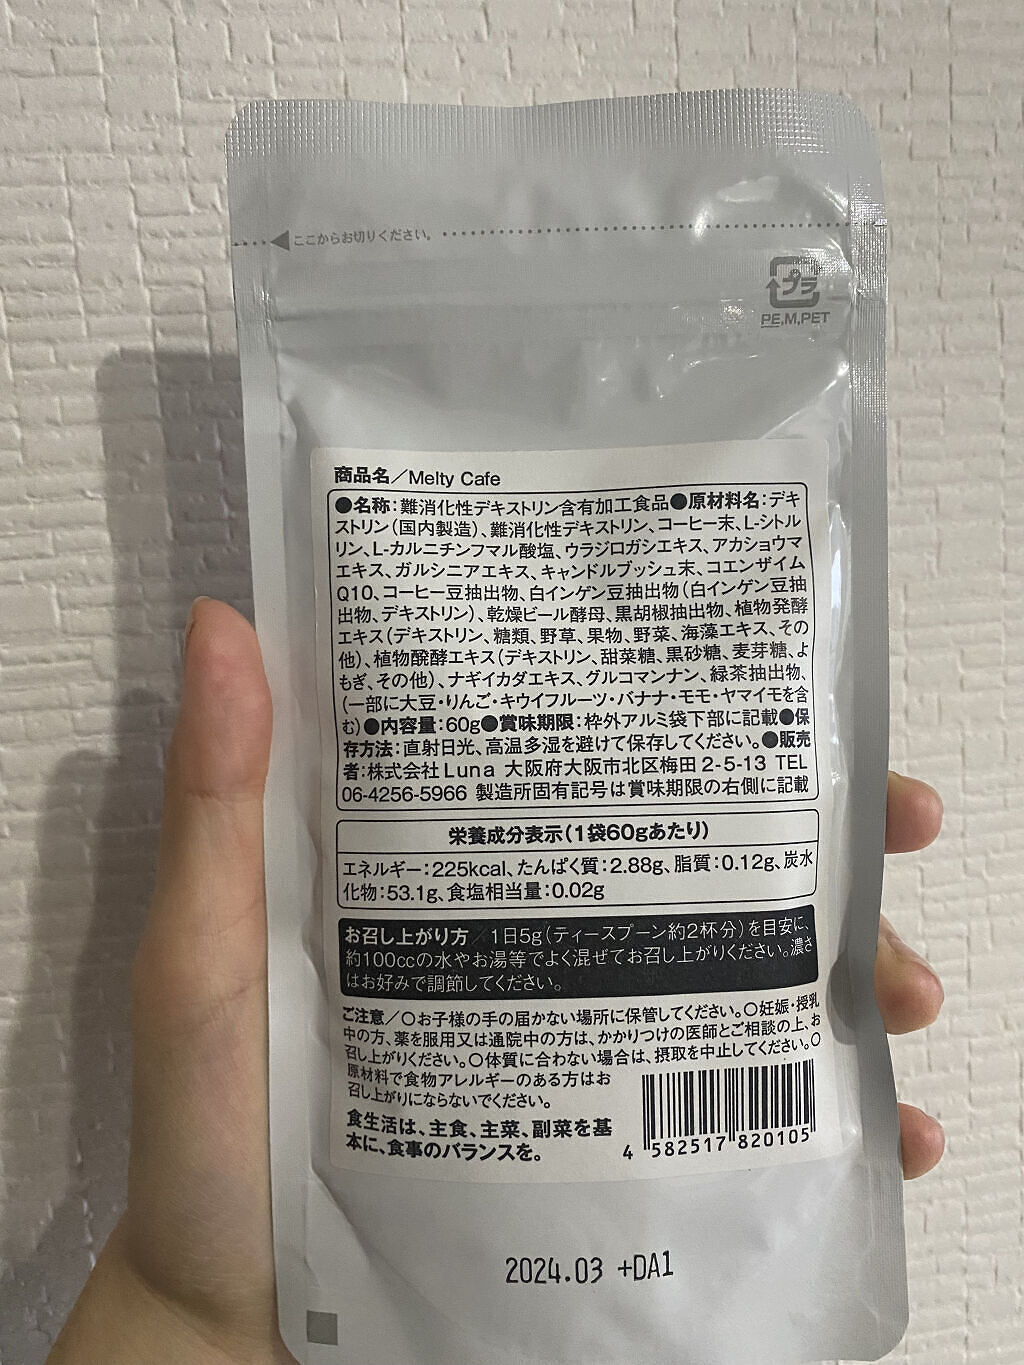 ここからお切りください。
プラ
PE,M,PET
商品名／Melty Cafe
●名称：難消化性デキストリン含有加工食品●原材料名：デキ
ストリン（国内製造）、難消化性デキストリン、コーヒー末、L-シトル
リン、L-カルニチンフマル酸塩、ウラジロガシエキス、アカショウマ
エキス、ガルシニアエキス、キャンドルブッシュ末、コエンザイム
Q10、コーヒー豆抽出物、白インゲン豆抽出物（白インゲン豆抽
出物、デキストリン）、乾燥ビール酵母、黒胡椒抽出物、植物発酵
エキス（デキストリン、糖類、野草、果物、野菜、海藻エキス、その
他）、植物醗酵エキス（デキストリン、甜菜糖、黒砂糖、麦芽糖、よ
もぎ、その他）、ナギイカダエキス、グルコマンナン、緑茶抽出物、
（一部に大豆・りんご・キウイフルーツ・バナナ・モモ・ヤマイモを含
む）●内容量：60g●賞味期限：枠外アルミ袋下部に記載●保
存方法：直射日光、高温多湿を避けて保存してください。●販売
者：株式会社Luna 大阪府大阪市北区梅田2-5-13 TEL
06-4256-5966 製造所固有記号は賞味期限の右側に記載
栄養成分表示（1袋60gあたり）
エネルギー：225kcal、たんぱく質：2.88g、脂質：0.12g、炭水
化物：53.1g、食塩相当量：0.02g
お召し上がり方／1日5g（ティースプーン約2杯分）を目安に、
約100ccの水やお湯等でよく混ぜてお召し上がりください。濃さ
はお好みで調節してください。
ご注意／○お子様の手の届かない場所に保管してください。○妊娠・授乳
中の方、薬を服用又は通院中の方は、かかりつけの医師とご相談の上、お
召し上がりください。○体質に合わない場合は、摂取を中止してください。○
原材料で食物アレルギーのある方はお
召し上がりにならないでください。
食生活は、主食、主菜、副菜を基
本に、食事のバランスを。
4 582517 820105
2024.03 +DA1